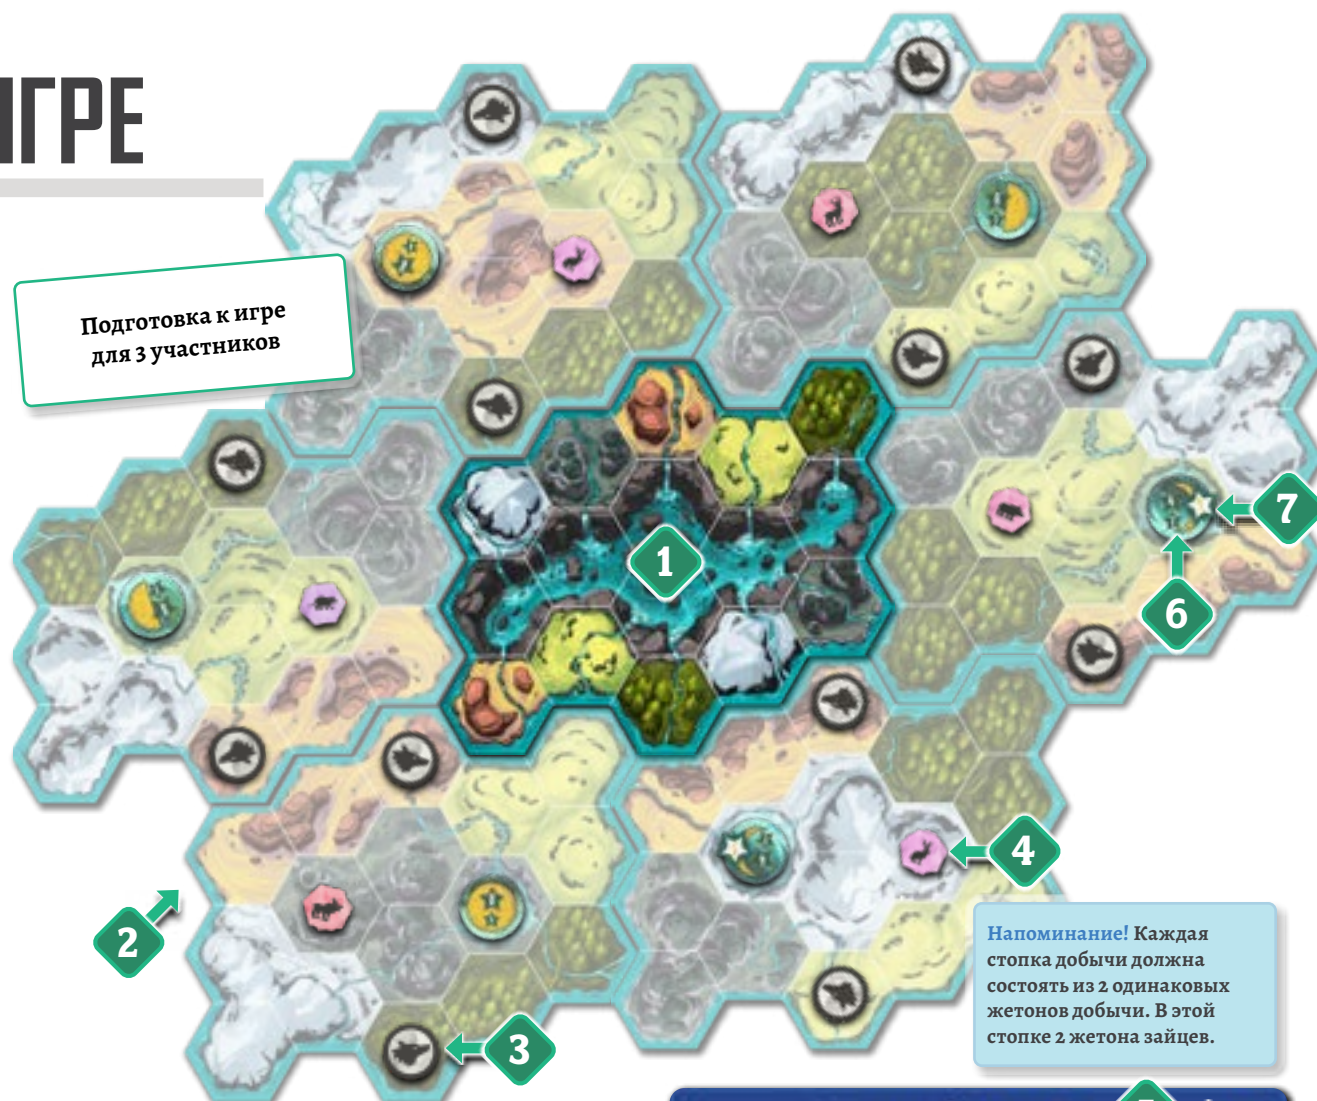 ИГРЕ
Подготовка к игре
для 3 участников
1
7
6
4
2
3
Напоминание! Каждая
стопка добычи должна
состоять из 2 одинаковых
жетонов добычи. В этой
стопке 2 жетона зайцев.